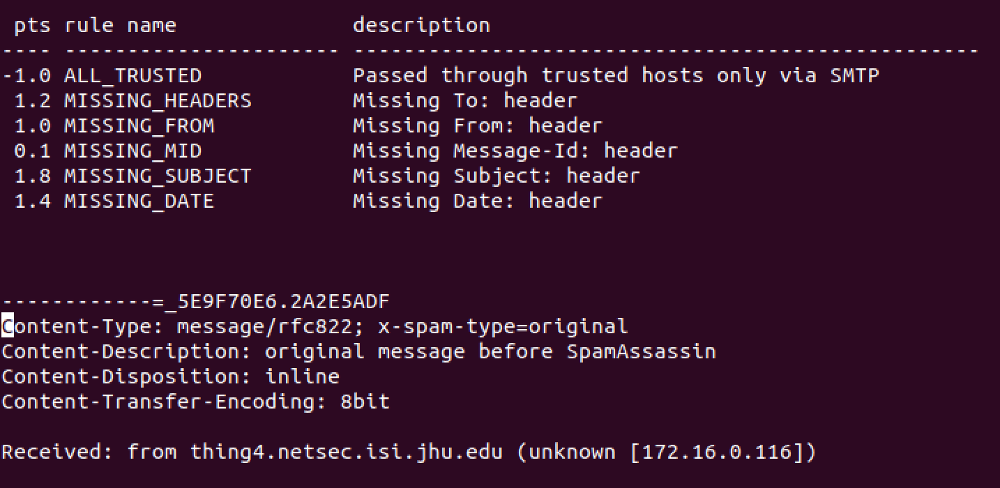 pts rule name              description
---- ---------------------- --------------------------------------------------
-1.0 ALL_TRUSTED            Passed through trusted hosts only via SMTP
 1.2 MISSING_HEADERS        Missing To: header
 1.0 MISSING_FROM           Missing From: header
 0.1 MISSING_MID            Missing Message-Id: header
 1.8 MISSING_SUBJECT        Missing Subject: header
 1.4 MISSING_DATE           Missing Date: header
------------=_5E9F70E6.2A2E5ADF
Content-Type: message/rfc822; x-spam-type=original
Content-Description: original message before SpamAssassin
Content-Disposition: inline
Content-Transfer-Encoding: 8bit
Received: from thing4.netsec.isi.jhu.edu (unknown [172.16.0.116])